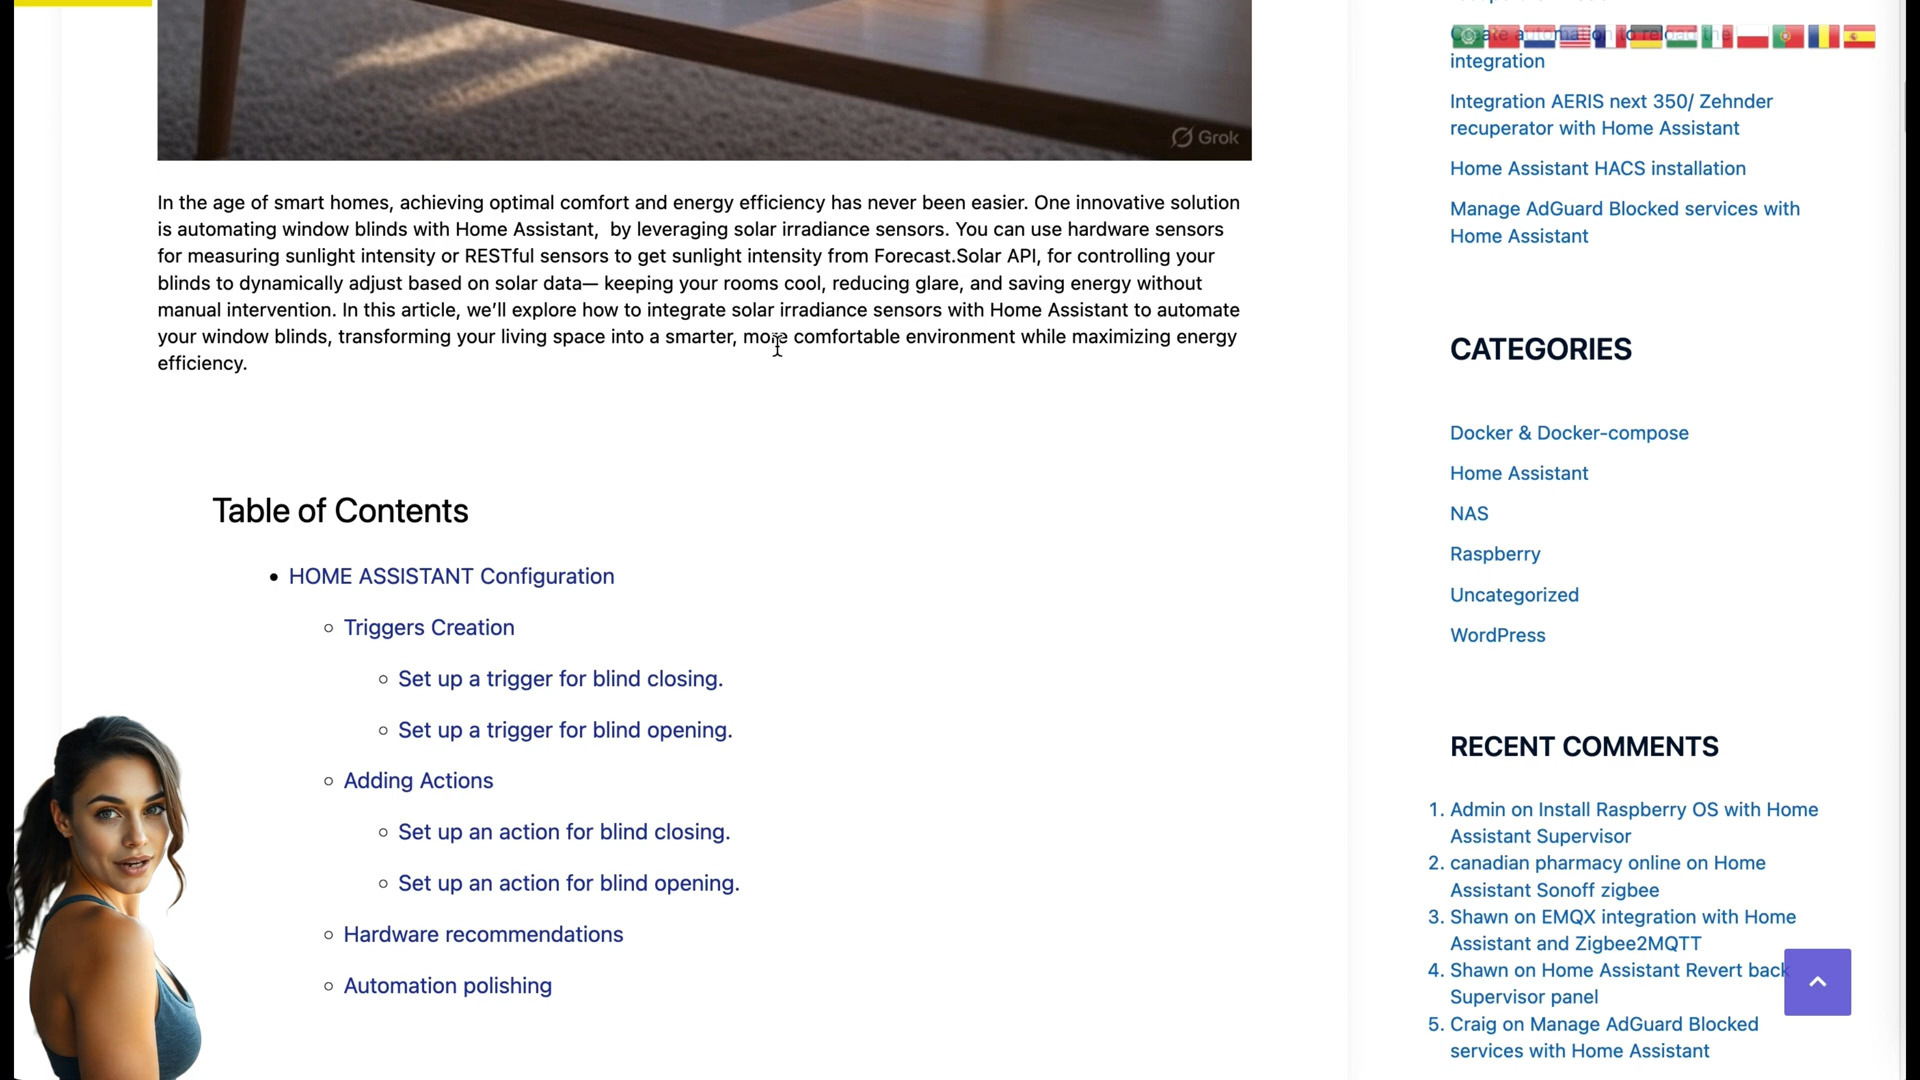 Grok
In the age of smart homes, achieving optimal comfort and energy efficiency has never been easier. One innovative solution
is automating window blinds with Home Assistant,  by leveraging solar irradiance sensors. You can use hardware sensors
for measuring sunlight intensity or RESTful sensors to get sunlight intensity from Forecast.Solar API, for controlling your
blinds to dynamically adjust based on solar data— keeping your rooms cool, reducing glare, and saving energy without
manual intervention. In this article, we’ll explore how to integrate solar irradiance sensors with Home Assistant to automate
your window blinds, transforming your living space into a smarter, more comfortable environment while maximizing energy
efficiency.
Table of Contents
HOME ASSISTANT Configuration
Triggers Creation
Set up a trigger for blind closing.
Set up a trigger for blind opening.
Adding Actions
Set up an action for blind closing.
Set up an action for blind opening.
Hardware recommendations
Automation polishing
Create automation to reload the
integration
Integration AERIS next 350/ Zehnder
recuperator with Home Assistant
Home Assistant HACS installation
Manage AdGuard Blocked services with
Home Assistant
CATEGORIES
Docker & Docker-compose
Home Assistant
NAS
Raspberry
Uncategorized
WordPress
RECENT COMMENTS
1. Admin on Install Raspberry OS with Home
Assistant Supervisor
2. canadian pharmacy online on Home
Assistant Sonoff zigbee
3. Shawn on EMQX integration with Home
Assistant and Zigbee2MQTT
4. Shawn on Home Assistant Revert back
Supervisor panel
5. Craig on Manage AdGuard Blocked
services with Home Assistant